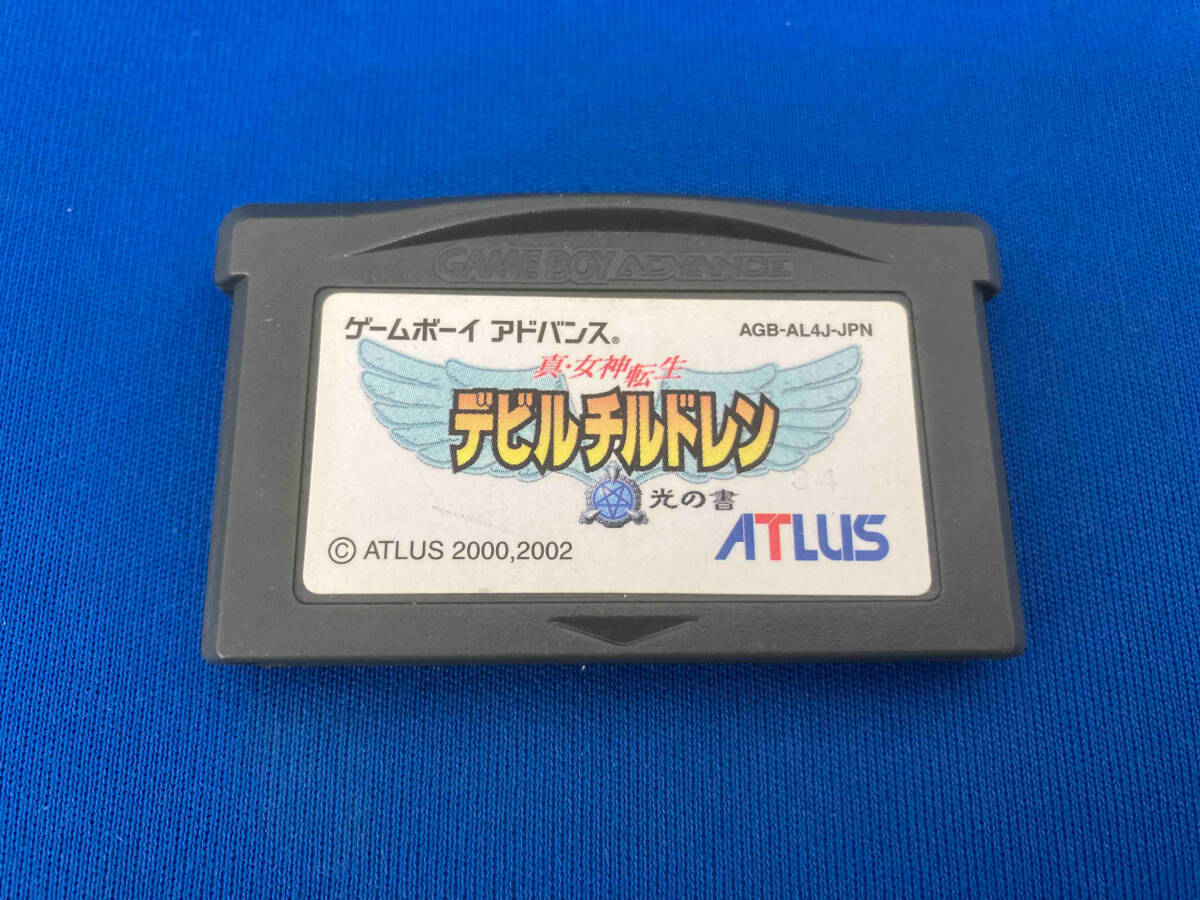 GAME BOY ADVANCE
ゲームボーイ アドバンス® AGB-AL4J-JPN
真・女神転生
デビルチルドレン
光の書
34
© ATLUS 2000,2002
ATLUS